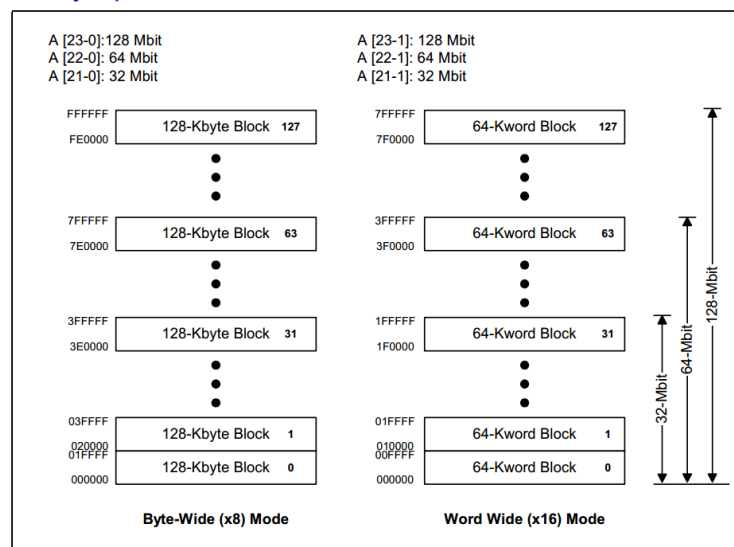 A [23-0]:128 Mbit
A [22-0]: 64 Mbit
A [21-0]: 32 Mbit
A [23-1]: 128 Mbit
A [22-1]: 64 Mbit
A [21-1]: 32 Mbit
FFFFFF
128-Kbyte Block 127
FE0000
7FFFFF
64-Kword Block 127
7F0000
7FFFFF
128-Kbyte Block 63
7E0000
3FFFFF
64-Kword Block 63
3F0000
3FFFFF
128-Kbyte Block 31
3E0000
1FFFFF
64-Kword Block 31
1F0000
03FFFF
128-Kbyte Block 1
020000
01FFFF
128-Kbyte Block 0
000000
01FFFF
64-Kword Block 1
010000
00FFFF
64-Kword Block 0
000000
32-Mbit
64-Mbit
128-Mbit
Byte-Wide (x8) Mode
Word Wide (x16) Mode